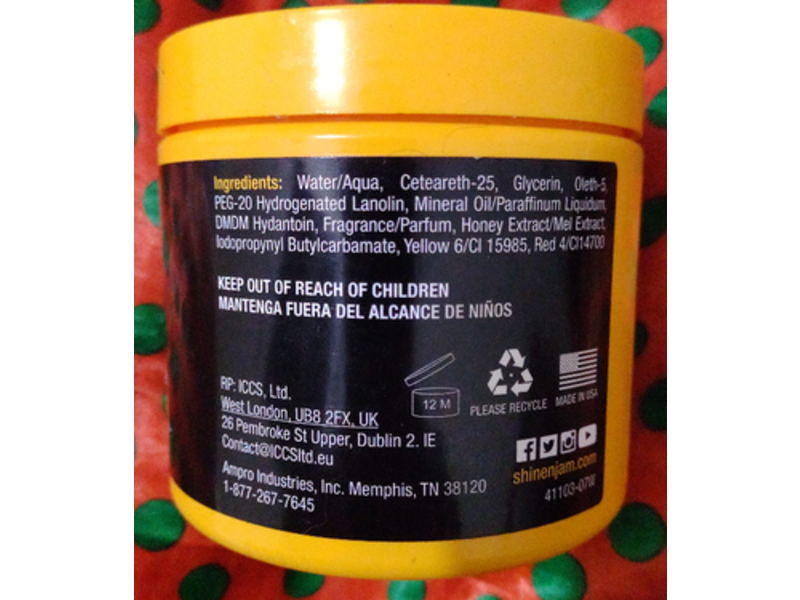 Ingredients: Water/Aqua, Ceteareth-25, Glycerin, Oleth-5,
PEG-20 Hydrogenated Lanolin, Mineral Oil/Paraffinum Liquidum,
DMDM Hydantoin, Fragrance/Parfum, Honey Extract/Mel Extract,
Iodopropynyl Butylcarbamate, Yellow 6/CI 15985, Red 4/CI14700
KEEP OUT OF REACH OF CHILDREN
MANTENGA FUERA DEL ALCANCE DE NIÑOS
RP: ICCS, Ltd.
West London, UB8 2FX, UK
26 Pembroke St Upper, Dublin 2. IE
Contact@ICCSltd.eu
Ampro Industries, Inc. Memphis, TN 38120
1-877-267-7645
12 M
PLEASE RECYCLE
MADE IN USA
shinenjam.com
41103-07W